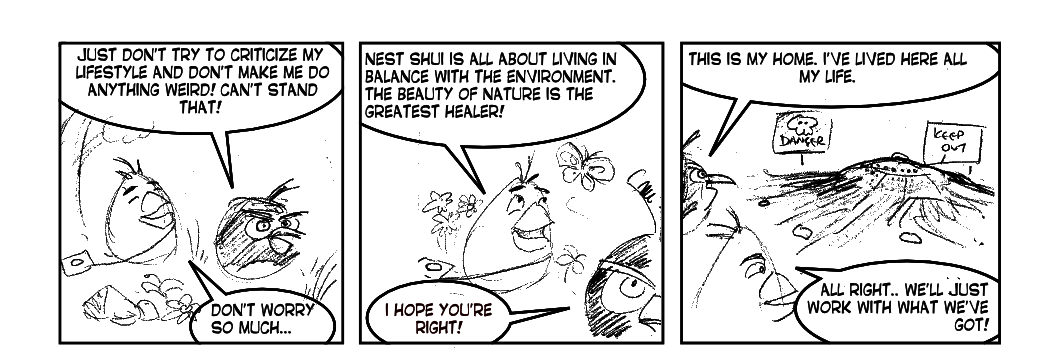 JUST DON'T TRY TO CRITICIZE MY
LIFESTYLE AND DON'T MAKE ME DO
ANYTHING WEIRD! CAN'T STAND
THAT!
DON'T WORRY
SO MUCH...
NEST SHUI IS ALL ABOUT LIVING IN
BALANCE WITH THE ENVIRONMENT.
THE BEAUTY OF NATURE IS THE
GREATEST HEALER!
I HOPE YOU'RE
RIGHT!
THIS IS MY HOME. I'VE LIVED HERE ALL
MY LIFE.
DANGER
KEEP
OUT
ALL RIGHT.. WE'LL JUST
WORK WITH WHAT WE'VE
GOT!